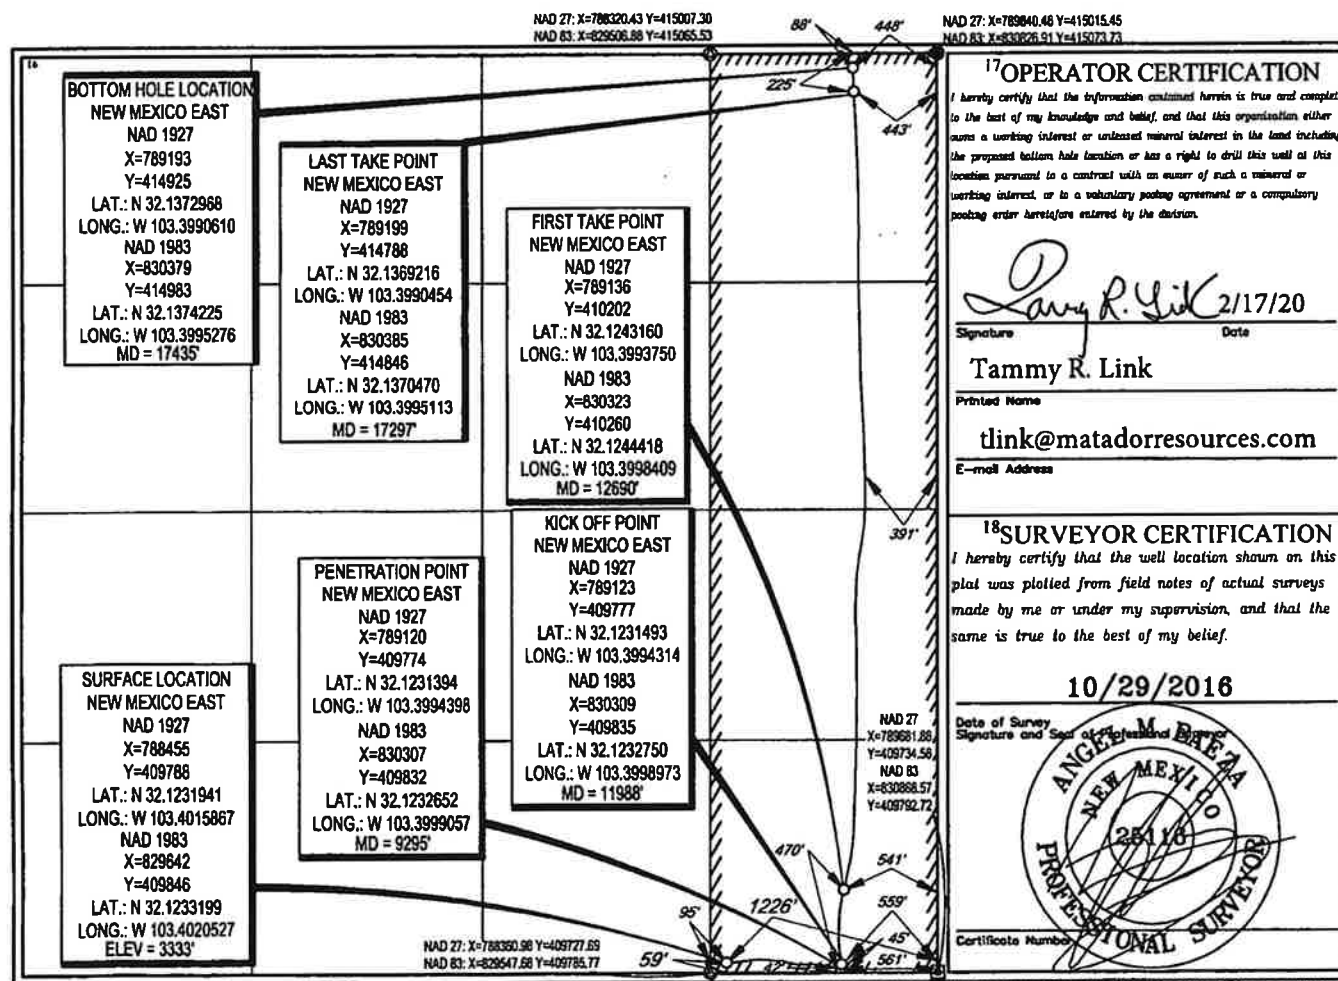 NAD 27: X=788320.43 Y=415007.30
NAD 83: X=829506.88 Y=415065.53
88'
448'
NAD 27: X=789840.48 Y=415015.45
NAD 83: X=830826.91 Y=415073.73
225'
443'
16
BOTTOM HOLE LOCATION
NEW MEXICO EAST
NAD 1927
X=789193
Y=414925
LAT.: N 32.1372968
LONG.: W 103.3990610
NAD 1983
X=830379
Y=414983
LAT.: N 32.1374225
LONG.: W 103.3995276
MD = 17435'
LAST TAKE POINT
NEW MEXICO EAST
NAD 1927
X=789199
Y=414788
LAT.: N 32.1369216
LONG.: W 103.3990454
NAD 1983
X=830385
Y=414846
LAT.: N 32.1370470
LONG.: W 103.3995113
MD = 17297'
FIRST TAKE POINT
NEW MEXICO EAST
NAD 1927
X=789136
Y=410202
LAT.: N 32.1243160
LONG.: W 103.3993750
NAD 1983
X=830323
Y=410260
LAT.: N 32.1244418
LONG.: W 103.3998409
MD = 12690'
391'
KICK OFF POINT
NEW MEXICO EAST
NAD 1927
X=789123
Y=409777
LAT.: N 32.1231493
LONG.: W 103.3994314
NAD 1983
X=830309
Y=409835
LAT.: N 32.1232750
LONG.: W 103.3998973
MD = 11988'
PENETRATION POINT
NEW MEXICO EAST
NAD 1927
X=789120
Y=409774
LAT.: N 32.1231394
LONG.: W 103.3994398
NAD 1983
X=830307
Y=409832
LAT.: N 32.1232652
LONG.: W 103.3999057
MD = 9295'
SURFACE LOCATION
NEW MEXICO EAST
NAD 1927
X=788455
Y=409788
LAT.: N 32.1231941
LONG.: W 103.4015867
NAD 1983
X=829642
Y=409846
LAT.: N 32.1233199
LONG.: W 103.4020527
ELEV = 3333'
NAD 27
X=789681.88
Y=409734.56
NAD 83
X=830868.57
Y=409792.72
470'
541'
95'
1226'
559'
45'
59'
42'
561'
NAD 27: X=788360.98 Y=409727.69
NAD 83: X=829547.68 Y=409785.77
17OPERATOR CERTIFICATION
I hereby certify that the information contained herein is true and complete
to the best of my knowledge and belief, and that this organization either
owns a working interest or unleased mineral interest in the land including
the proposed bottom hole location or has a right to drill this well at this
location pursuant to a contract with an owner of such a mineral or
working interest, or to a voluntary pooling agreement or a compulsory
pooling order heretofore entered by the division.
Tammy R. Link 2/17/20
Signature Date
Tammy R. Link
Printed Name
tlink@matadorresources.com
E-mail Address
18SURVEYOR CERTIFICATION
I hereby certify that the well location shown on this
plat was plotted from field notes of actual surveys
made by me or under my supervision, and that the
same is true to the best of my belief.
10/29/2016
Date of Survey
Signature and Seal of Professional Surveyor
ANGEL M. BAEZA
NEW MEXICO
25116
PROFESSIONAL SURVEYOR
Certificate Number